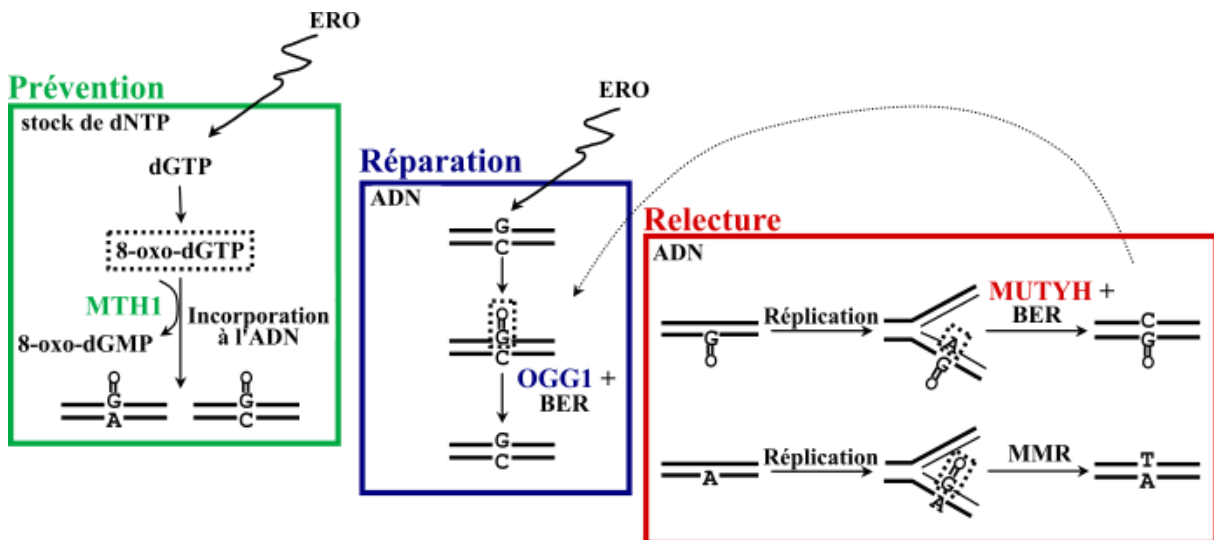 ERO
Prévention
stock de dNTP
dGTP
8-oxo-dGTP
MTH1
Incorporation
à l'ADN
8-oxo-dGMP
O
G
A
O
G
C
ERO
Réparation
ADN
G
C
O
G
C
OGG1 +
BER
G
C
Relecture
ADN
G
O
Réplication
A
G
O
MUTYH +
BER
C
G
O
A
Réplication
O
G
A
MMR
T
A